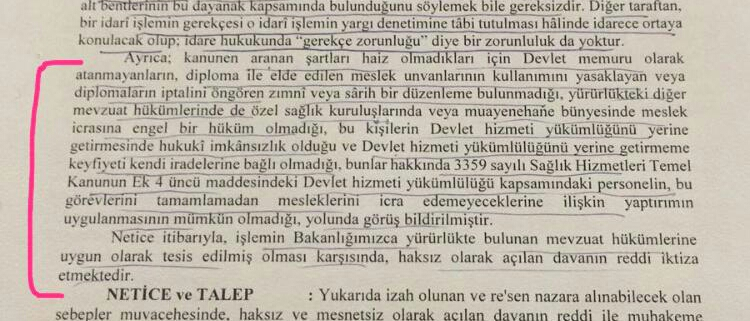 alt bentlerinin bu dayanak kapsamında bulunduğunu söylemek bile gereksizdir. Diğer taraftan,
bir idarî işlemin gerekçesi o idarî işlemin yargı denetimine tâbi tutulması hâlinde idarece ortaya
konulacak olup; idare hukukunda “gerekçe zorunluğu” diye bir zorunluluk da yoktur.
Ayrıca; kanunen aranan şartları haiz olmadıkları için Devlet memuru olarak
atanmayanların, diploma ile elde edilen meslek unvanlarının kullanımını yasaklayan veya
diplomaların iptalini öngören zımnî veya sârih bir düzenleme bulunmadığı, yürürlükteki diğer
mevzuat hükümlerinde de özel sağlık kuruluşlarında veya muayenehane bünyesinde meslek
icrasına engel bir hüküm olmadığı, bu kişilerin Devlet hizmeti yükümlüğünü yerine
getirmesinde hukukî imkânsızlık olduğu ve Devlet hizmeti yükümlülüğünü yerine getirmeme
keyfiyeti kendi iradelerine bağlı olmadığı, bunlar hakkında 3359 sayılı Sağlık Hizmetleri Temel
Kanunun Ek 4 üncü maddesindeki Devlet hizmeti yükümlülüğü kapsamındaki personelin, bu
görevlerini tamamlamadan mesleklerini icra edemeyeceklerine ilişkin yaptırımın
uygulanmasının mümkün olmadığı, yolunda görüş bildirilmiştir.
Netice itibarıyla, işlemin Bakanlığımızca yürürlükte bulunan mevzuat hükümlerine
uygun olarak tesis edilmiş olması karşısında, haksız olarak açılan davanın reddi iktiza
etmektedir.
NETİCE ve TALEP : Yukarıda izah olunan ve re'sen nazara alınabilecek olan
sebepler muvacehesinde, haksız ve mesnetsiz olarak açılan davanın reddi ile muhakeme